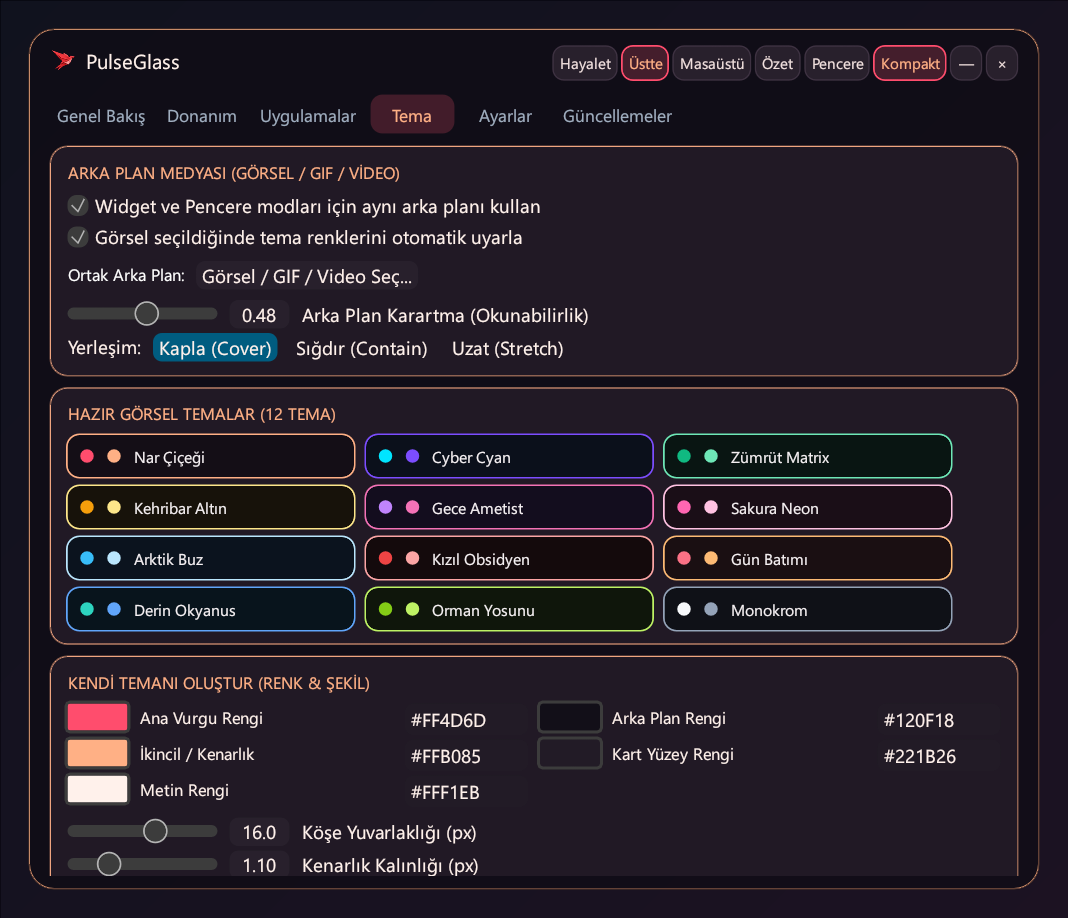 PulseGlass
Hayalet Üstte Masaüstü Özet Pencere Kompakt — ×
Genel Bakış Donanım Uygulamalar Tema Ayarlar Güncellemeler
ARKA PLAN MEDYASI (GÖRSEL / GIF / VİDEO)
Widget ve Pencere modları için aynı arka planı kullan
Görsel seçildiğinde tema renklerini otomatik uyarla
Ortak Arka Plan: Görsel / GIF / Video Seç...
0.48 Arka Plan Karartma (Okunabilirlik)
Yerleşim: Kapla (Cover) Sığdır (Contain) Uzat (Stretch)
HAZIR GÖRSEL TEMALAR (12 TEMA)
Nar Çiçeği Cyber Cyan Zümrüt Matrix
Kehribar Altın Gece Ametist Sakura Neon
Arktik Buz Kızıl Obsidyen Gün Batımı
Derin Okyanus Orman Yosunu Monokrom
KENDİ TEMANI OLUŞTUR (RENK & ŞEKİL)
Ana Vurgu Rengi #FF4D6D Arka Plan Rengi #120F18
İkincil / Kenarlık #FFB085 Kart Yüzey Rengi #221B26
Metin Rengi #FFF1EB
16.0 Köşe Yuvarlaklığı (px)
1.10 Kenarlık Kalınlığı (px)